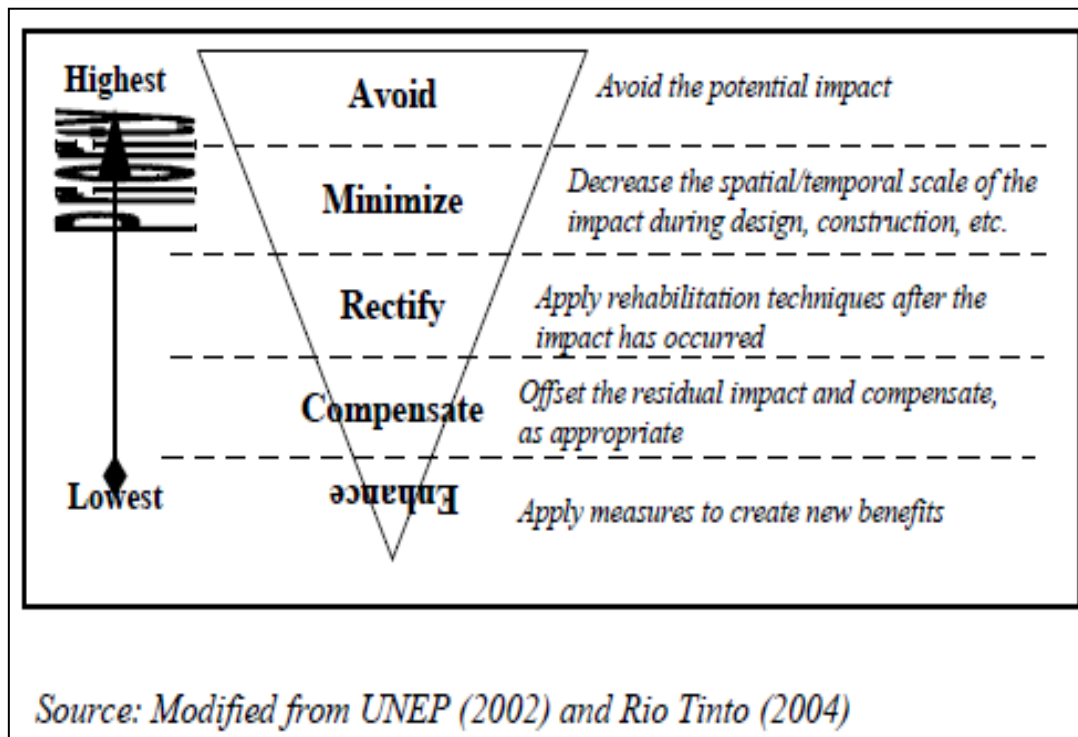 Highest
Avoid
Avoid the potential impact
Minimize
Decrease the spatial/temporal scale of the
impact during design, construction, etc.
Rectify
Apply rehabilitation techniques after the
impact has occurred
Compensate
Offset the residual impact and compensate,
as appropriate
Lowest
Enhance
Apply measures to create new benefits
Source: Modified from UNEP (2002) and Rio Tinto (2004)